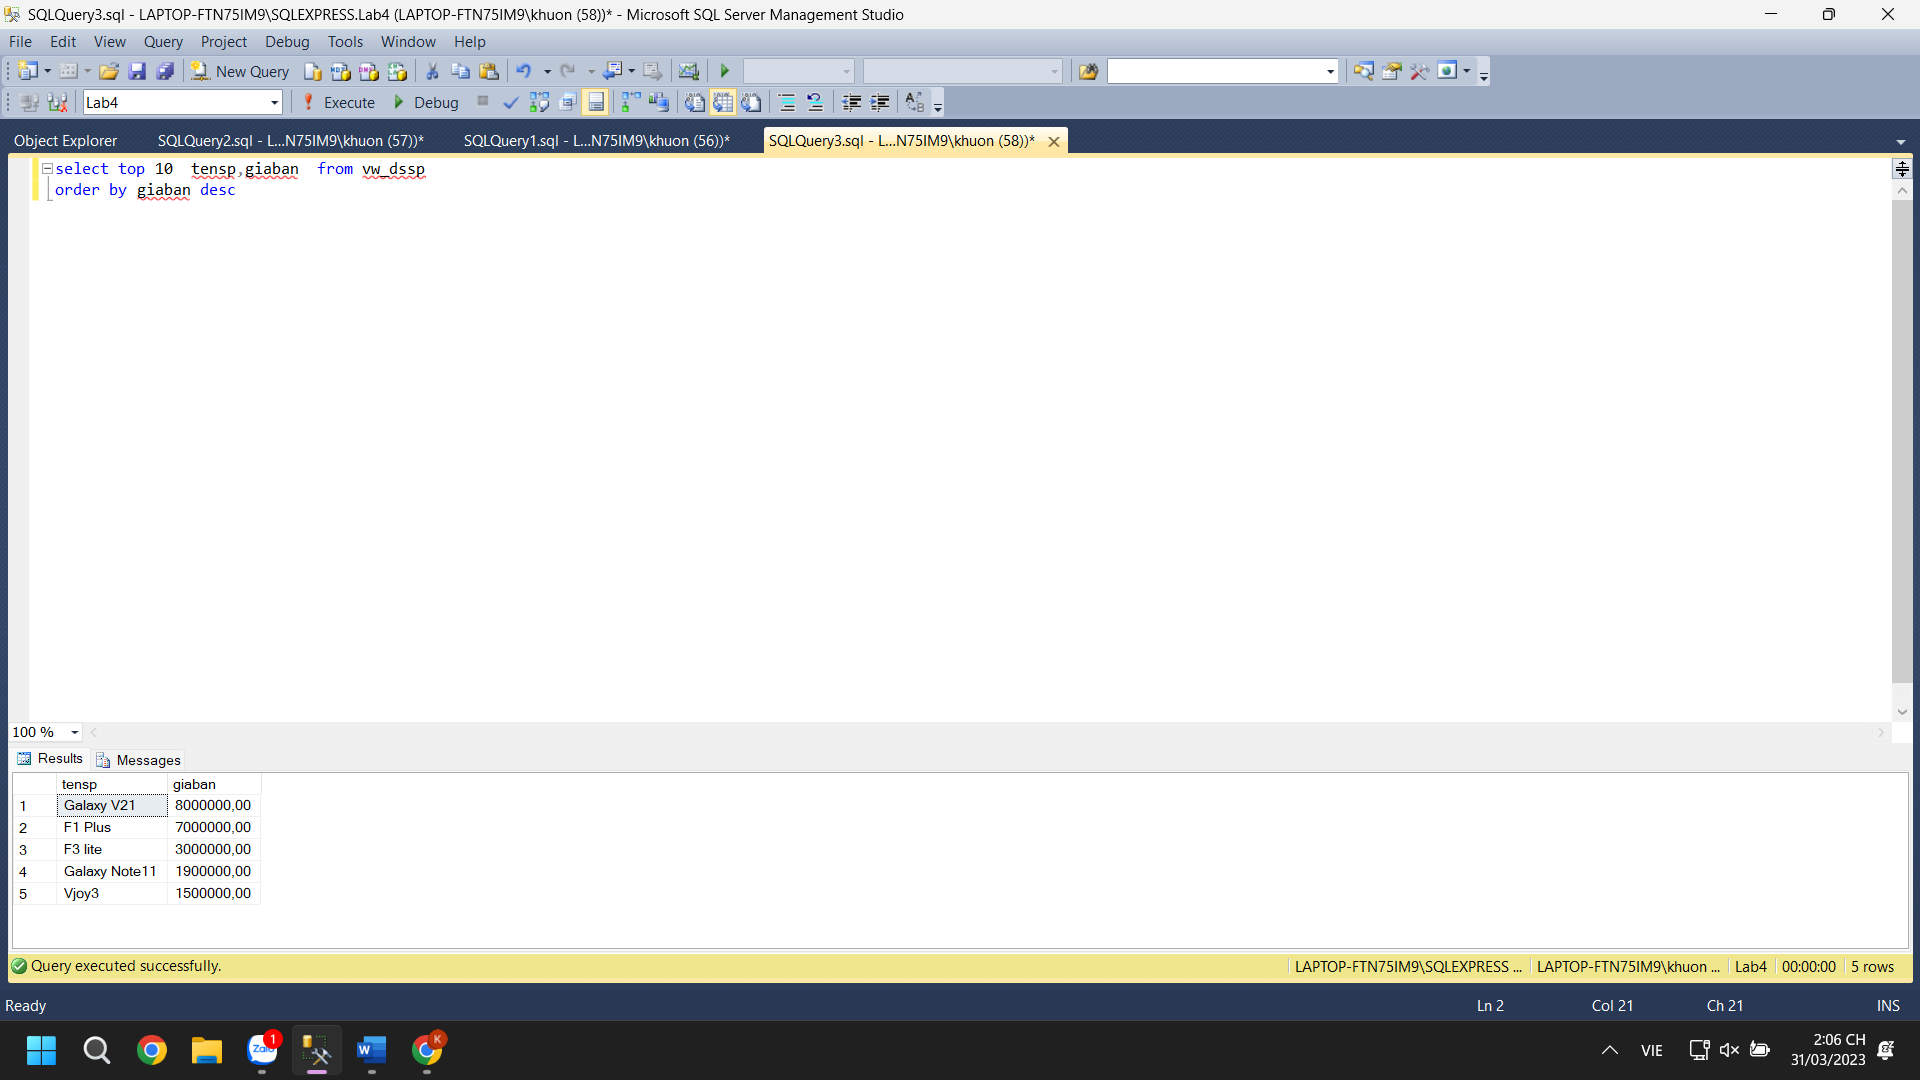 SQLQuery3.sql - LAPTOP-FTN75IM9\SQLEXPRESS.Lab4 (LAPTOP-FTN75IM9\khuon (58))* - Microsoft SQL Server Management Studio
File Edit View Query Project Debug Tools Window Help
New Query
Lab4 Execute Debug
Object Explorer SQLQuery2.sql - L...N75IM9\khuon (57))* SQLQuery1.sql - L...N75IM9\khuon (56))* SQLQuery3.sql - L...N75IM9\khuon (58))*
select top 10 tensp,giaban from vw_dssp
order by giaban desc
100 %
Results Messages
tensp giaban
1 Galaxy V21 8000000,00
2 F1 Plus 7000000,00
3 F3 lite 3000000,00
4 Galaxy Note11 1900000,00
5 Vjoy3 1500000,00
Query executed successfully. LAPTOP-FTN75IM9\SQLEXPRESS ... LAPTOP-FTN75IM9\khuon ... Lab4 00:00:00 5 rows
Ready Ln 2 Col 21 Ch 21 INS
Zalo 1 W K VIE 2:06 CH
31/03/2023